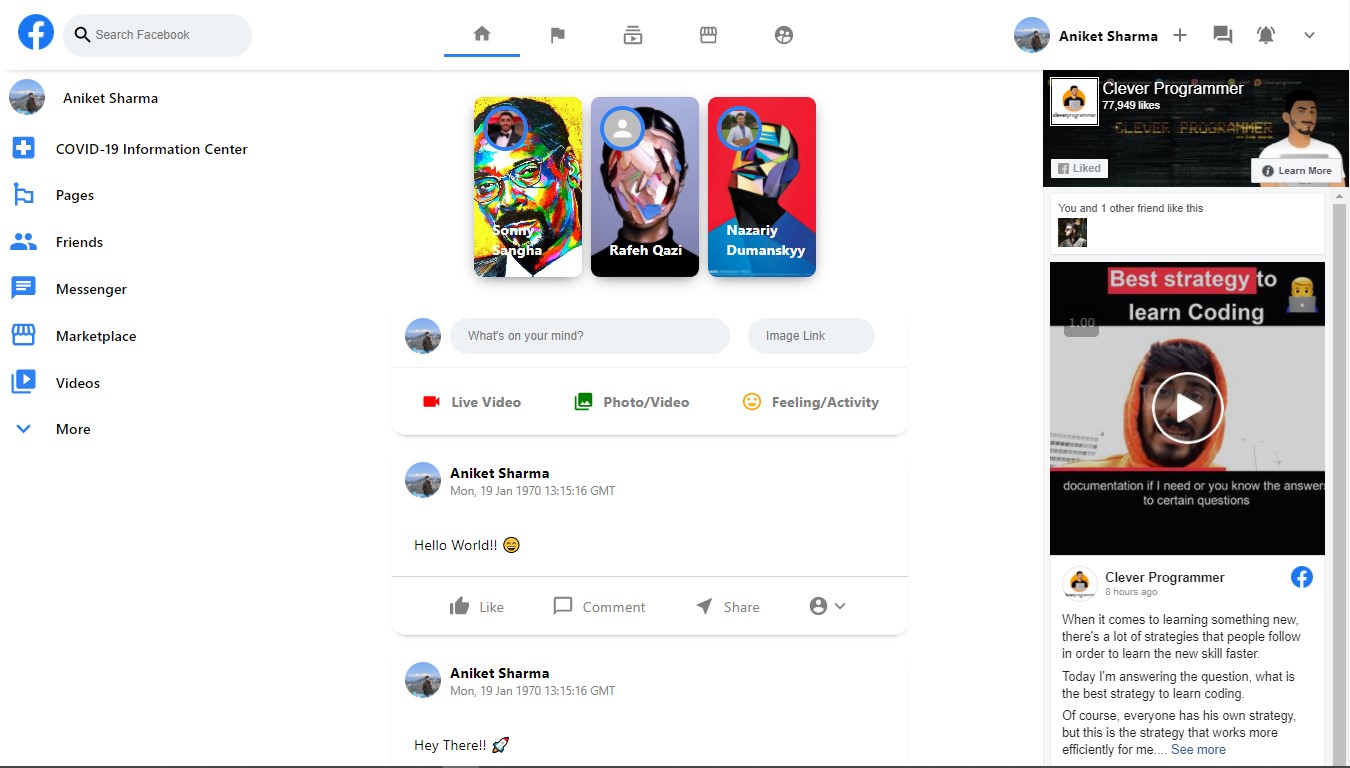 Search Facebook
Aniket Sharma
Aniket Sharma
COVID-19 Information Center
Pages
Friends
Messenger
Marketplace
Videos
More
Sonny
Sangha
Rafeh Qazi
Nazariy
Dumanskyy
What's on your mind?
Image Link
Live Video
Photo/Video
Feeling/Activity
Aniket Sharma
Mon, 19 Jan 1970 13:15:16 GMT
Hello World!! 😄
Like
Comment
Share
Aniket Sharma
Mon, 19 Jan 1970 13:15:16 GMT
Hey There!! 🚀
Clever Programmer
77,949 likes
CLEVER PROGRAMMER
cleverprogrammer
Liked
Learn More
You and 1 other friend like this
Best strategy to
learn Coding
1.00
documentation if I need or you know the answers
to certain questions
Clever Programmer
8 hours ago
When it comes to learning something new,
there's a lot of strategies that people follow
in order to learn the new skill faster.
Today I'm answering the question, what is
the best strategy to learn coding.
Of course, everyone has his own strategy,
but this is the strategy that works more
efficiently for me.... See more